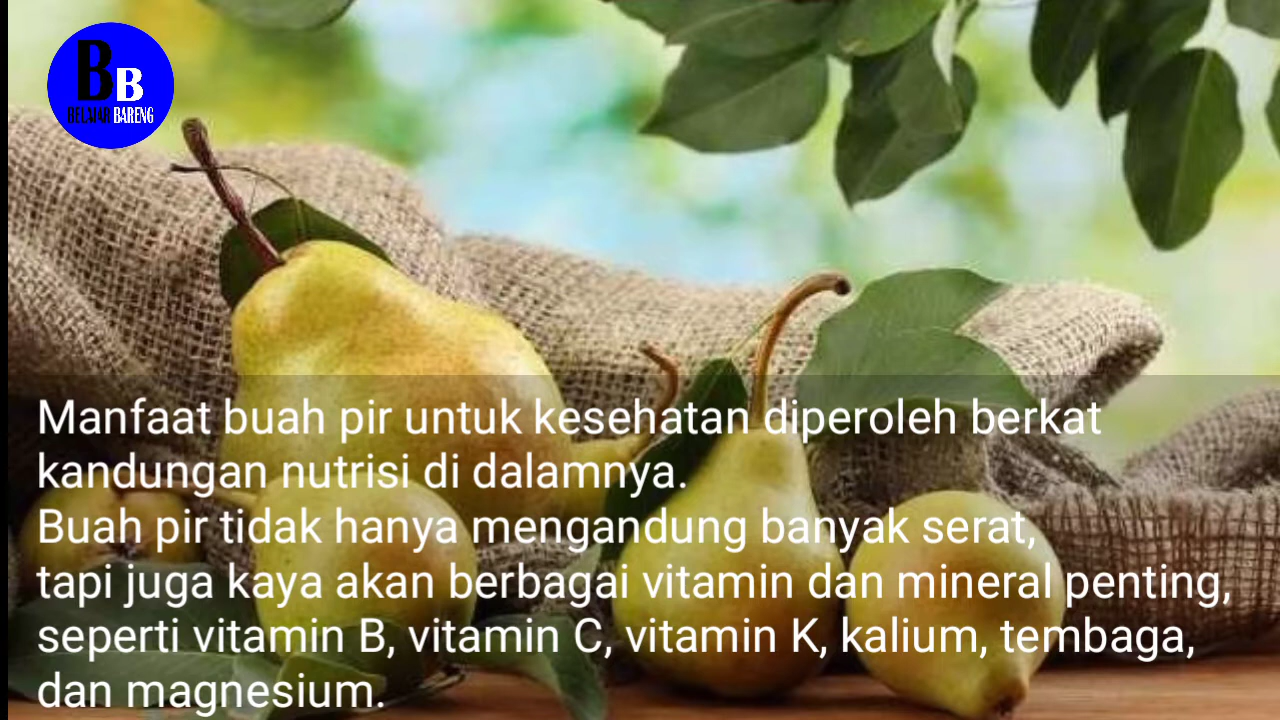 BB
BELAJAR BARENG
Manfaat buah pir untuk kesehatan diperoleh berkat
kandungan nutrisi di dalamnya.
Buah pir tidak hanya mengandung banyak serat,
tapi juga kaya akan berbagai vitamin dan mineral penting,
seperti vitamin B, vitamin C, vitamin K, kalium, tembaga,
dan magnesium.